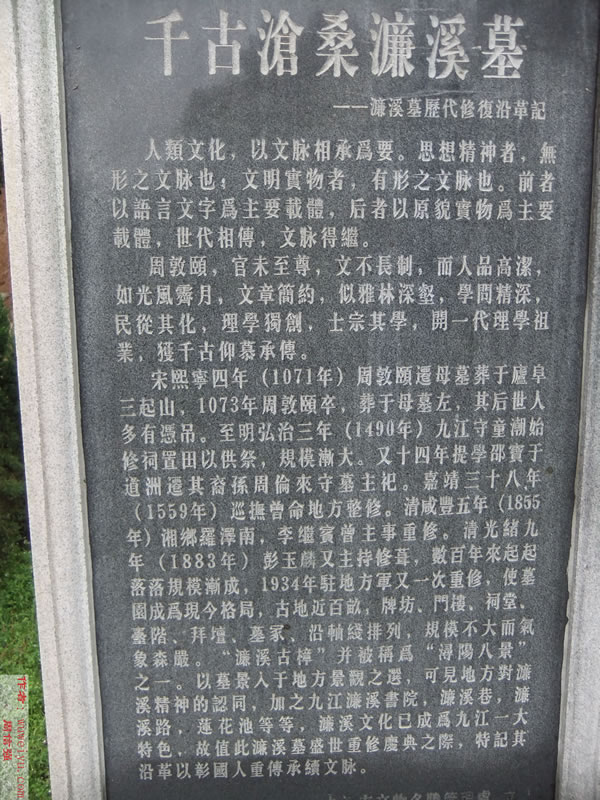 千古滄桑濂溪墓
——濂溪墓歷代修復沿革記
人類文化，以文脈相承爲要。思想精神者，無
形之文脈也；文明實物者，有形之文脈也。前者
以語言文字爲主要載體，后者以原貌實物爲主要
載體，世代相傳，文脈得繼。
周敦頤，官未至尊，文不長制，而人品高潔，
如光風霽月，文章簡約，似雅林深壑，學問精深，
民從其化，理學獨創，士宗其學，開一代理學祖
業，獲千古仰慕承傳。
宋熙寧四年（1071年）周敦頤遷母墓葬于廬阜
三起山，1073年周敦頤卒，葬于母墓左，其后世人
多有憑吊。至明弘治三年（1490年）九江守童潮始
修祠置田以供祭，規模漸大。又十四年提學邵寶于
道洲遷其裔孫周倫來守墓主祀。嘉靖三十八年
（1559年）巡撫曾命地方整修。清咸豐五年（1855
年）湘鄉羅澤南，李繼賓曾主事重修。清光緒九
年（1883年）彭玉麟又主持修葺，數百年來起起
落落規模漸成，1934年駐地方軍又一次重修，使墓
園成爲現今格局，占地近百畝，牌坊、門樓、祠堂、
臺階、拜壇、墓冢、沿軸綫排列，規模不大而氣
象森嚴。“濂溪古樟”并被稱爲“潯陽八景”
之一。以墓景入于地方景觀之選，可見地方對濂
溪精神的認同，加之九江濂溪書院，濂溪巷，濂
溪路，蓮花池等等，濂溪文化已成爲九江一大
特色、故值此濂溪墓盛世重修慶典之際，特記其
沿革以彰國人重傳承續文脈。